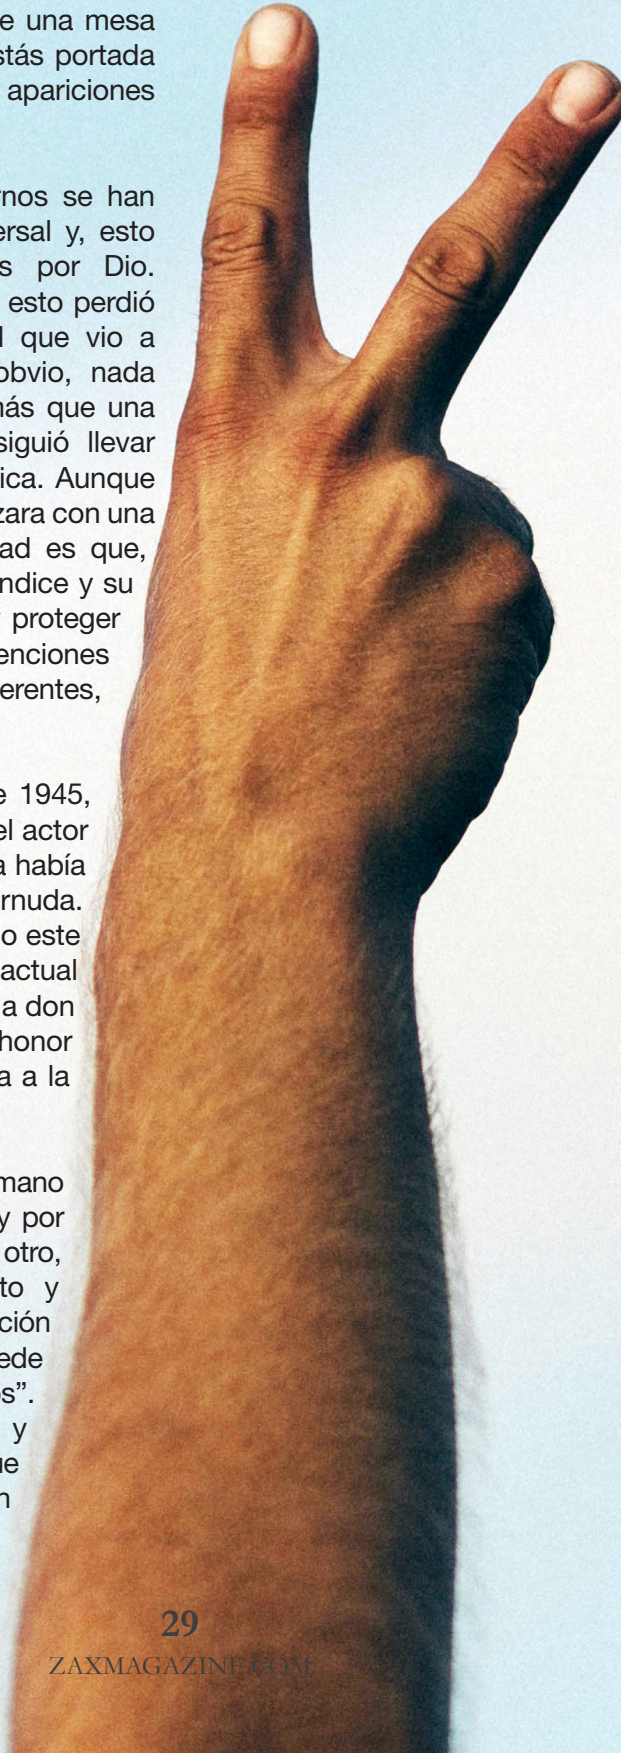 e una mesa
stás portada
apariciones
rnos se han
ersal y, esto
s por Dio.
esto perdió
l que vio a
obvio, nada
más que una
siguió llevar
ica. Aunque
zara con una
ad es que,
ndice y su
proteger
enciones
erentes,
e 1945,
el actor
a había
rnuda.
o este
actual
a don
honor
a a la
mano
y por
otro,
to y
ción
ede
os”.
y
ue
n
29
ZAXMAGAZINE.COM